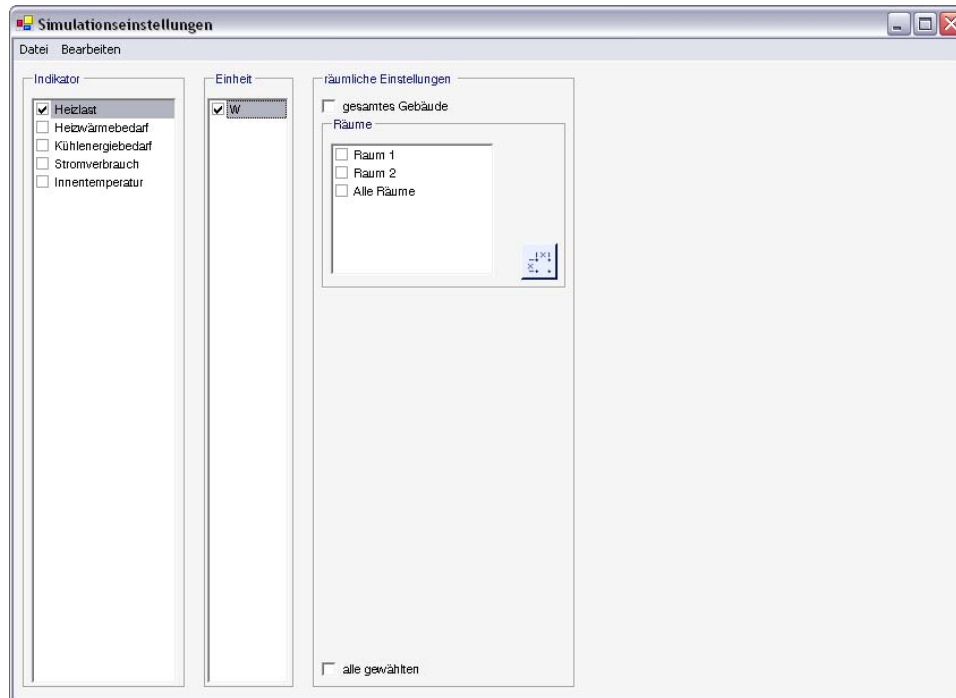 Simulationseinstellungen
Datei Bearbeiten
Indikator
Heizlast
Heizwärmebedarf
Kühlenergiebedarf
Stromverbrauch
Innentemperatur
Einheit
W
räumliche Einstellungen
gesamtes Gebäude
Räume
Raum 1
Raum 2
Alle Räume
alle gewählten